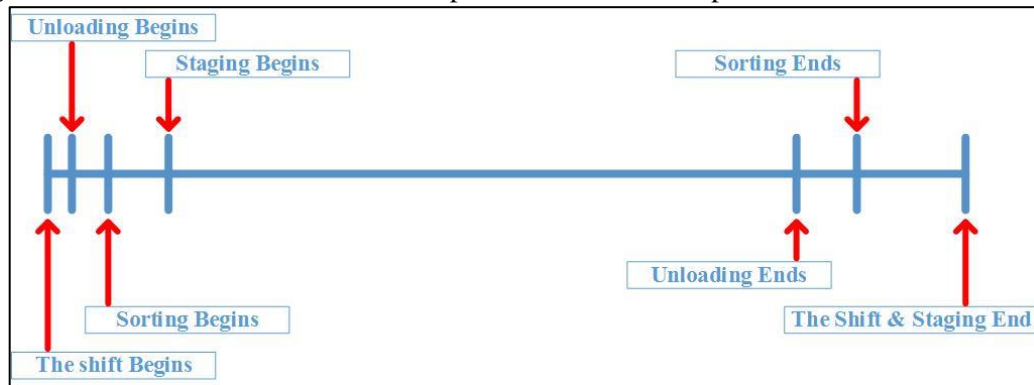 Unloading Begins
Staging Begins
Sorting Ends
Unloading Ends
Sorting Begins
The Shift & Staging End
The shift Begins